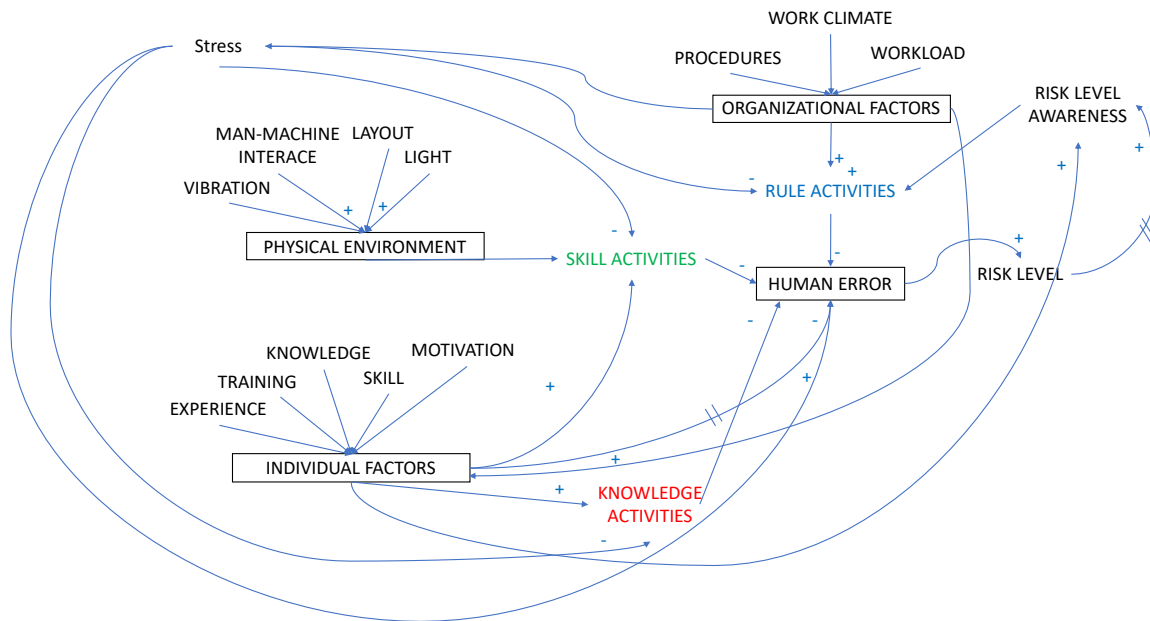 WORK CLIMATE
Stress
PROCEDURES
WORKLOAD
ORGANIZATIONAL FACTORS
RISK LEVEL
AWARENESS
MAN-MACHINE
INTERACE
LAYOUT
LIGHT
VIBRATION
+
+
+
+
+
+
-
RULE ACTIVITIES
-
PHYSICAL ENVIRONMENT
SKILL ACTIVITIES
-
-
+
HUMAN ERROR
RISK LEVEL
-
-
+
KNOWLEDGE
MOTIVATION
TRAINING
SKILL
EXPERIENCE
+
INDIVIDUAL FACTORS
+
+
KNOWLEDGE
ACTIVITIES
-